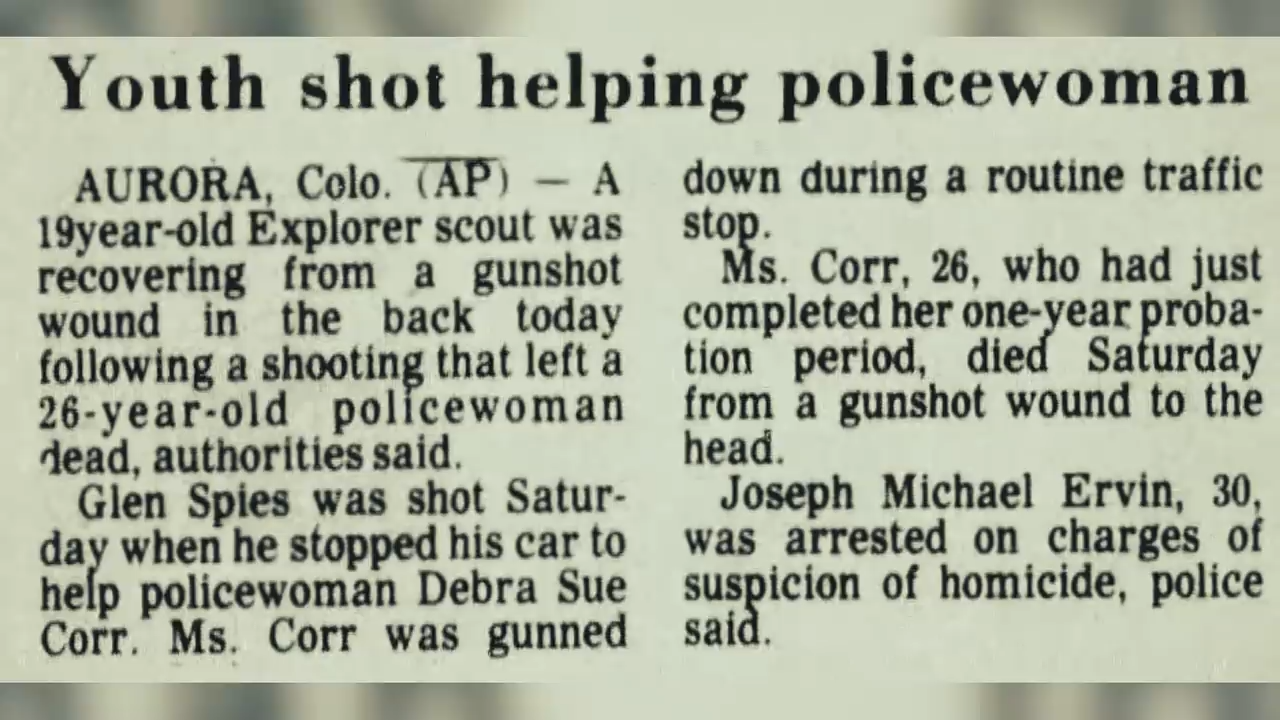 Youth shot helping policewoman
AURORA, Colo. (AP) — A
19year-old Explorer scout was
recovering from a gunshot
wound in the back today
following a shooting that left a
26-year-old policewoman
dead, authorities said.
Glen Spies was shot Satur-
day when he stopped his car to
help policewoman Debra Sue
Corr. Ms. Corr was gunned
down during a routine traffic
stop.
Ms. Corr, 26, who had just
completed her one-year proba-
tion period, died Saturday
from a gunshot wound to the
head.
Joseph Michael Ervin, 30,
was arrested on charges of
suspicion of homicide, police
said.